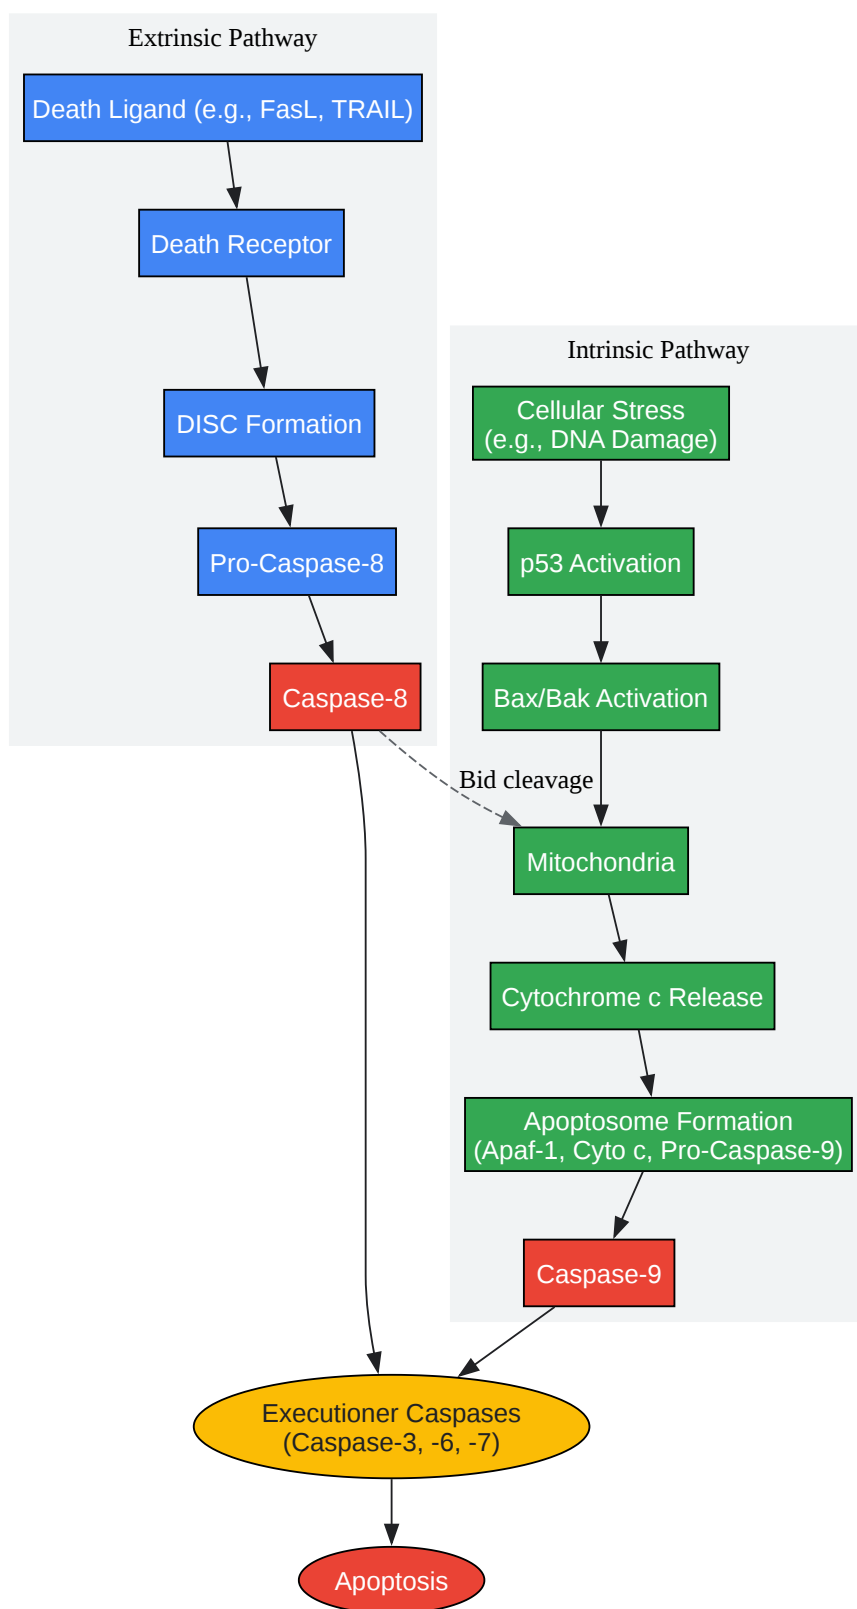 Extrinsic Pathway
Death Ligand (e.g., FasL, TRAIL)
Death Receptor
DISC Formation
Pro-Caspase-8
Caspase-8
Intrinsic Pathway
Cellular Stress
(e.g., DNA Damage)
p53 Activation
Bax/Bak Activation
Bid cleavage
Mitochondria
Cytochrome c Release
Apoptosome Formation
(Apaf-1, Cyto c, Pro-Caspase-9)
Caspase-9
Executioner Caspases
(Caspase-3, -6, -7)
Apoptosis